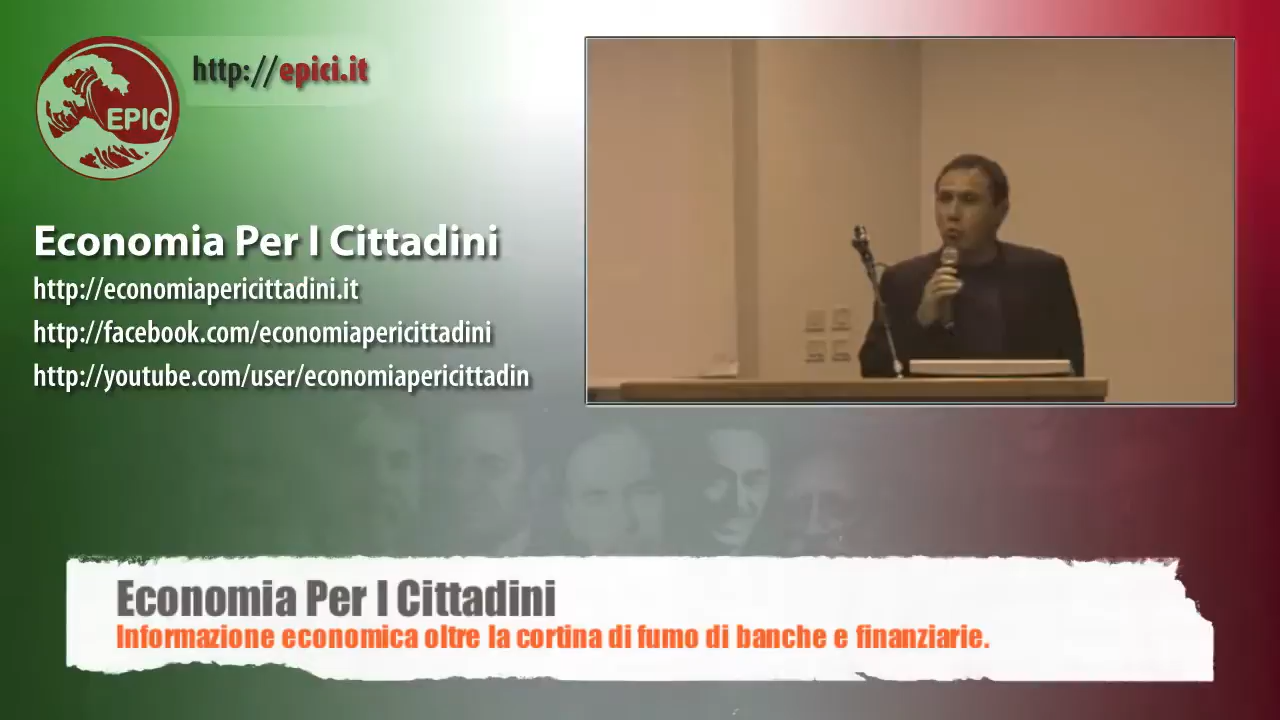 EPIC
http://epici.it
Economia Per I Cittadini
http://economiapericittadini.it
http://facebook.com/economiapericittadini
http://youtube.com/user/economiapericittadin
Economia Per I Cittadini
Informazione economica oltre la cortina di fumo di banche e finanziarie.